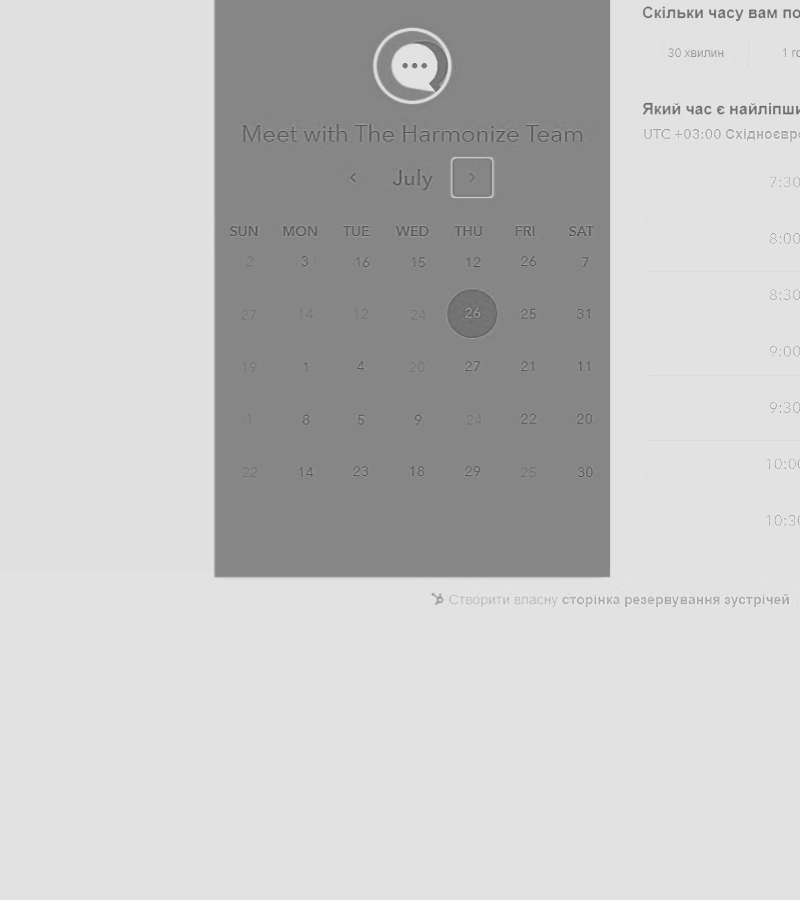 Meet with The Harmonize Team
July
SUN MON TUE WED THU FRI SAT
2 3 16 15 12 26 7
27 14 12 24 26 25 31
19 1 4 20 27 21 11
1 8 5 9 24 22 20
22 14 23 18 29 25 30
Скільки часу вам по
30 хвилин 1 го
Який час є найліпши
UTC +03:00 Східноєвро
7:30
8:00
8:30
9:00
9:30
10:00
10:30
Створити власну сторінка резервування зустрічей